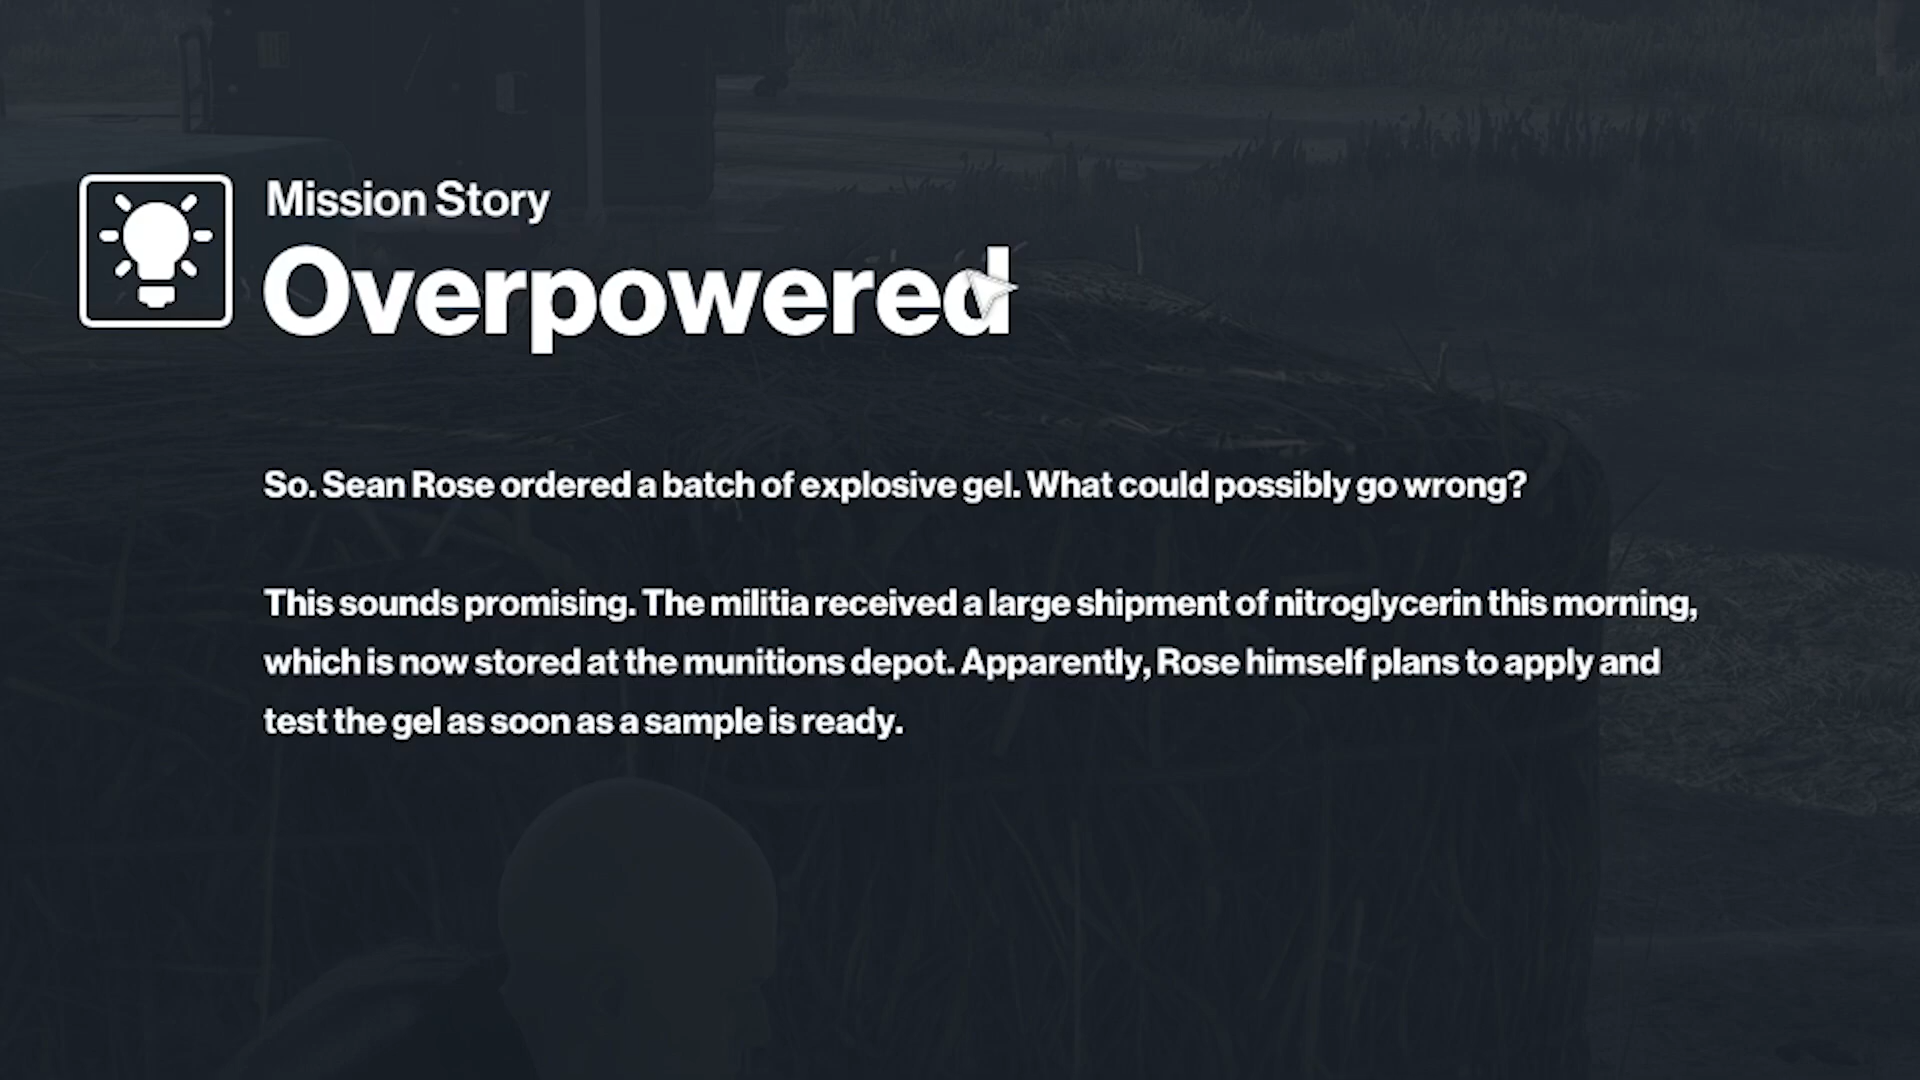 Mission Story
Overpowered
So. Sean Rose ordered a batch of explosive gel. What could possibly go wrong?
This sounds promising. The militia received a large shipment of nitroglycerin this morning,
which is now stored at the munitions depot. Apparently, Rose himself plans to apply and
test the gel as soon as a sample is ready.